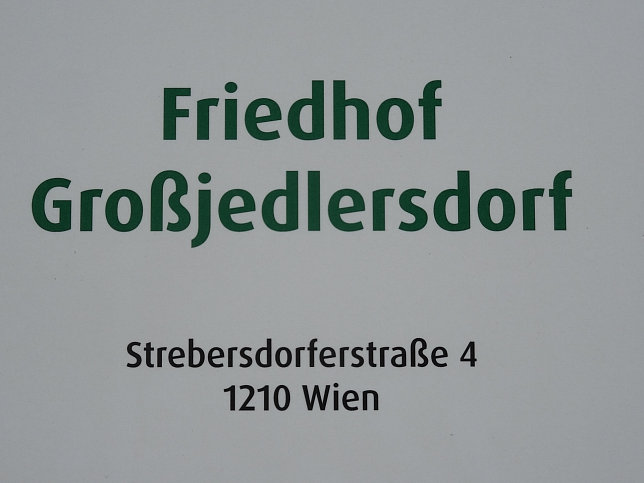 Friedhof
Großjedlersdorf
Strebersdorferstraße 4
1210 Wien